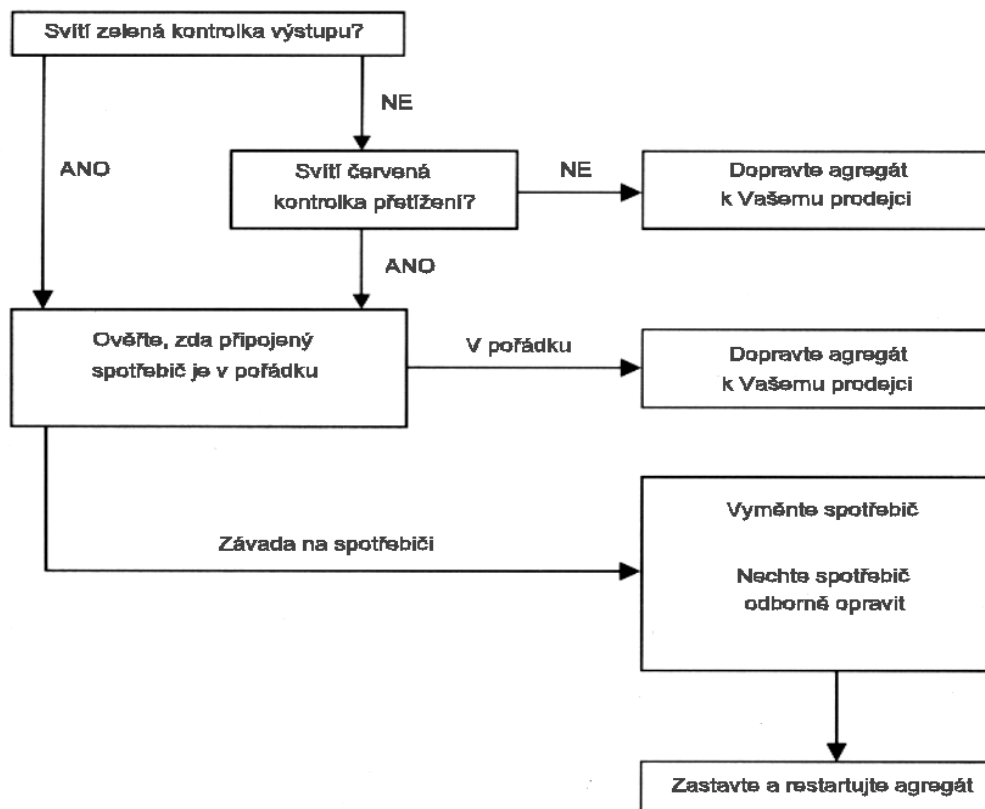 Svítí zelená kontrolka výstupu?
NE
ANO
Svítí červená
kontrolka přetížení?
NE
Dopravte agregát
k Vašemu prodejci
ANO
Ověřte, zda připojený
spotřebič je v pořádku
V pořádku
Dopravte agregát
k Vašemu prodejci
Závada na spotřebiči
Vyměnte spotřebič
Nechte spotřebič
odborně opravit
Zastavte a restartujte agregát